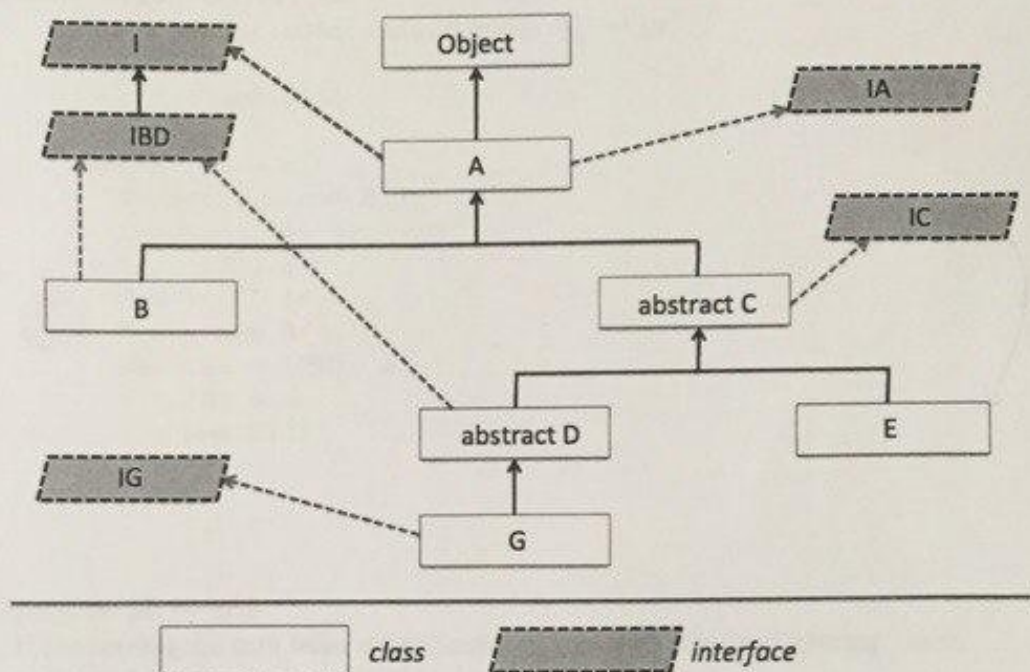 I
Object
IA
IBD
A
IC
B
abstract C
abstract D
E
IG
G
class
interface